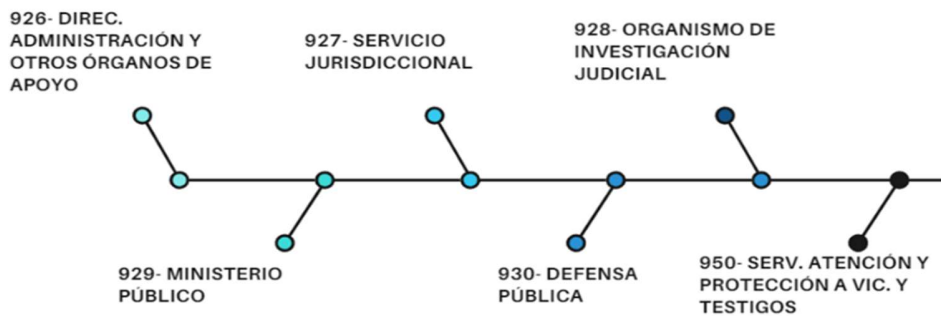 926- DIREC.
ADMINISTRACIÓN Y
OTROS ÓRGANOS DE
APOYO
927- SERVICIO
JURISDICCIONAL
928- ORGANISMO DE
INVESTIGACIÓN
JUDICIAL
929- MINISTERIO
PÚBLICO
930- DEFENSA
PÚBLICA
950- SERV. ATENCIÓN Y
PROTECCIÓN A VIC. Y
TESTIGOS